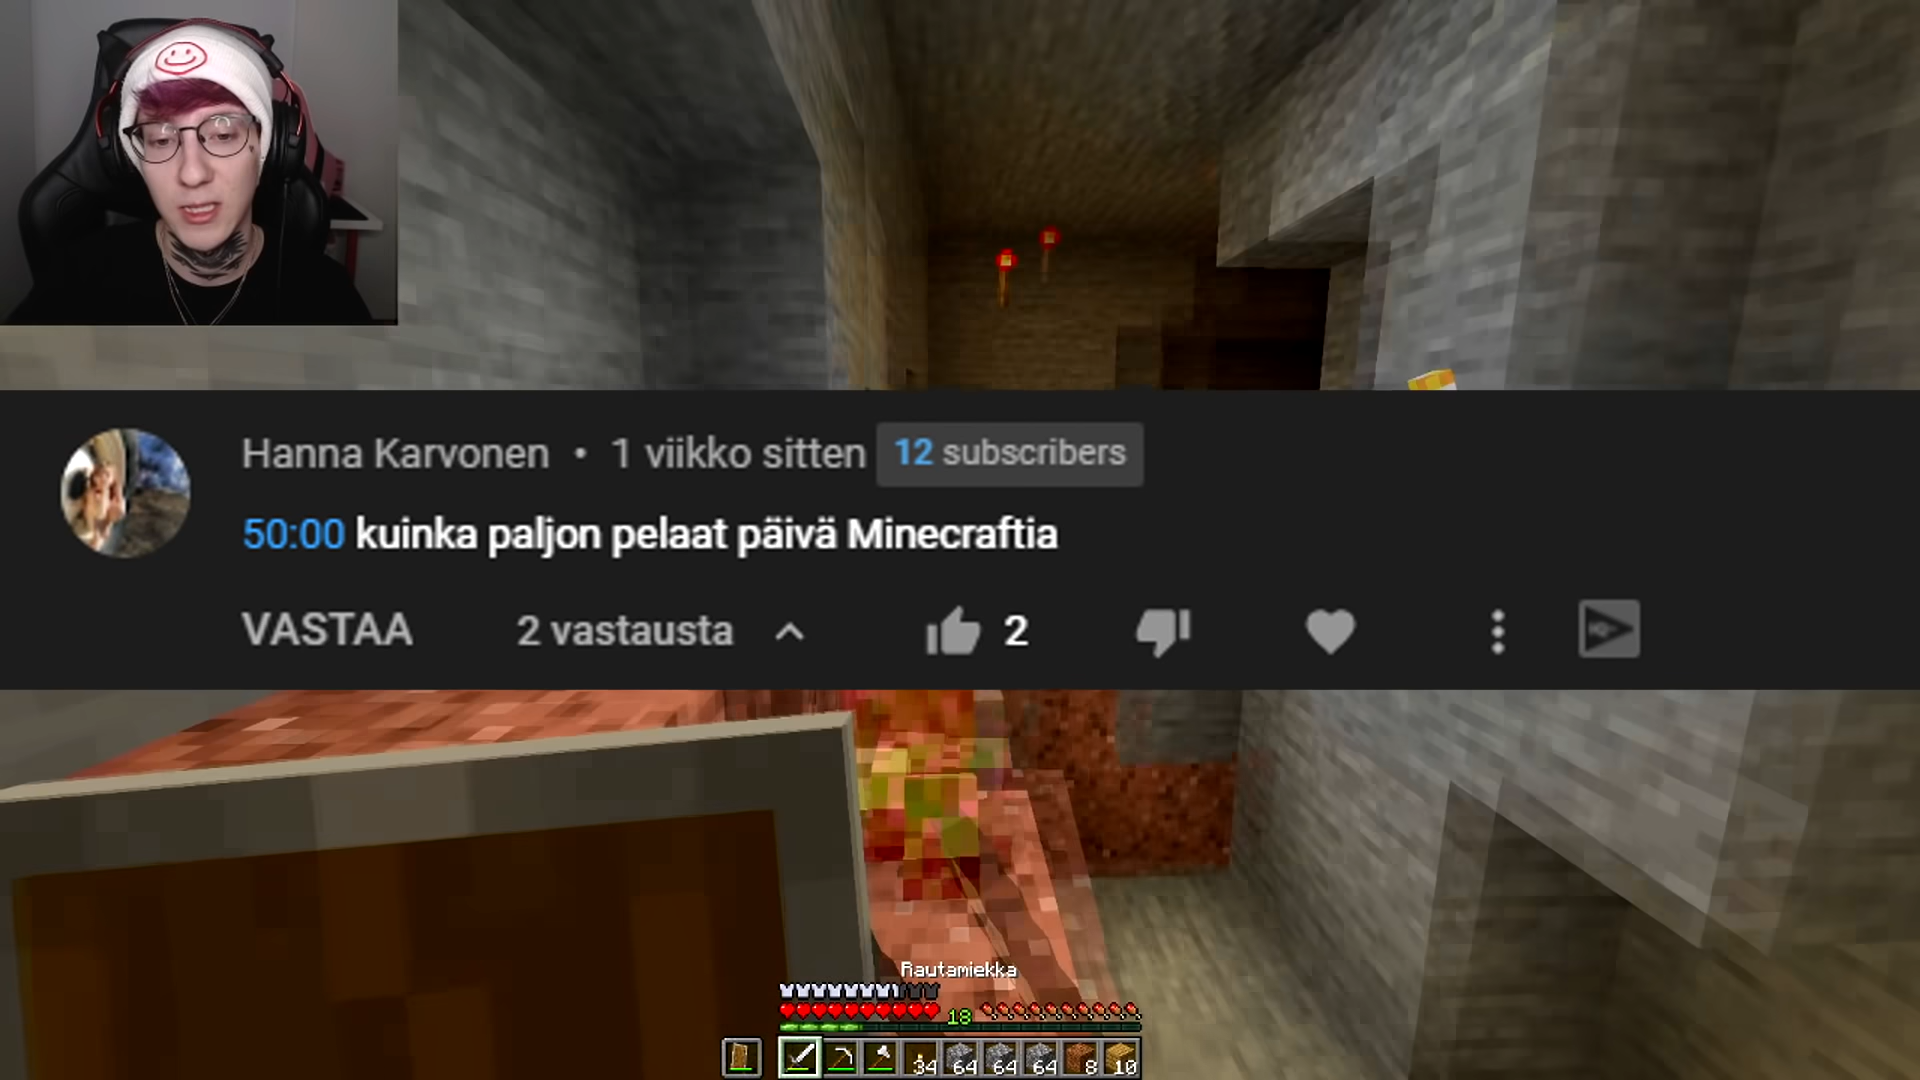 Hanna Karvonen • 1 viikko sitten 12 subscribers
50:00 kuinka paljon pelaat päivä Minecraftia
VASTAA 2 vastausta 2
Rautamiekka
18
34 64 64 64 8 10